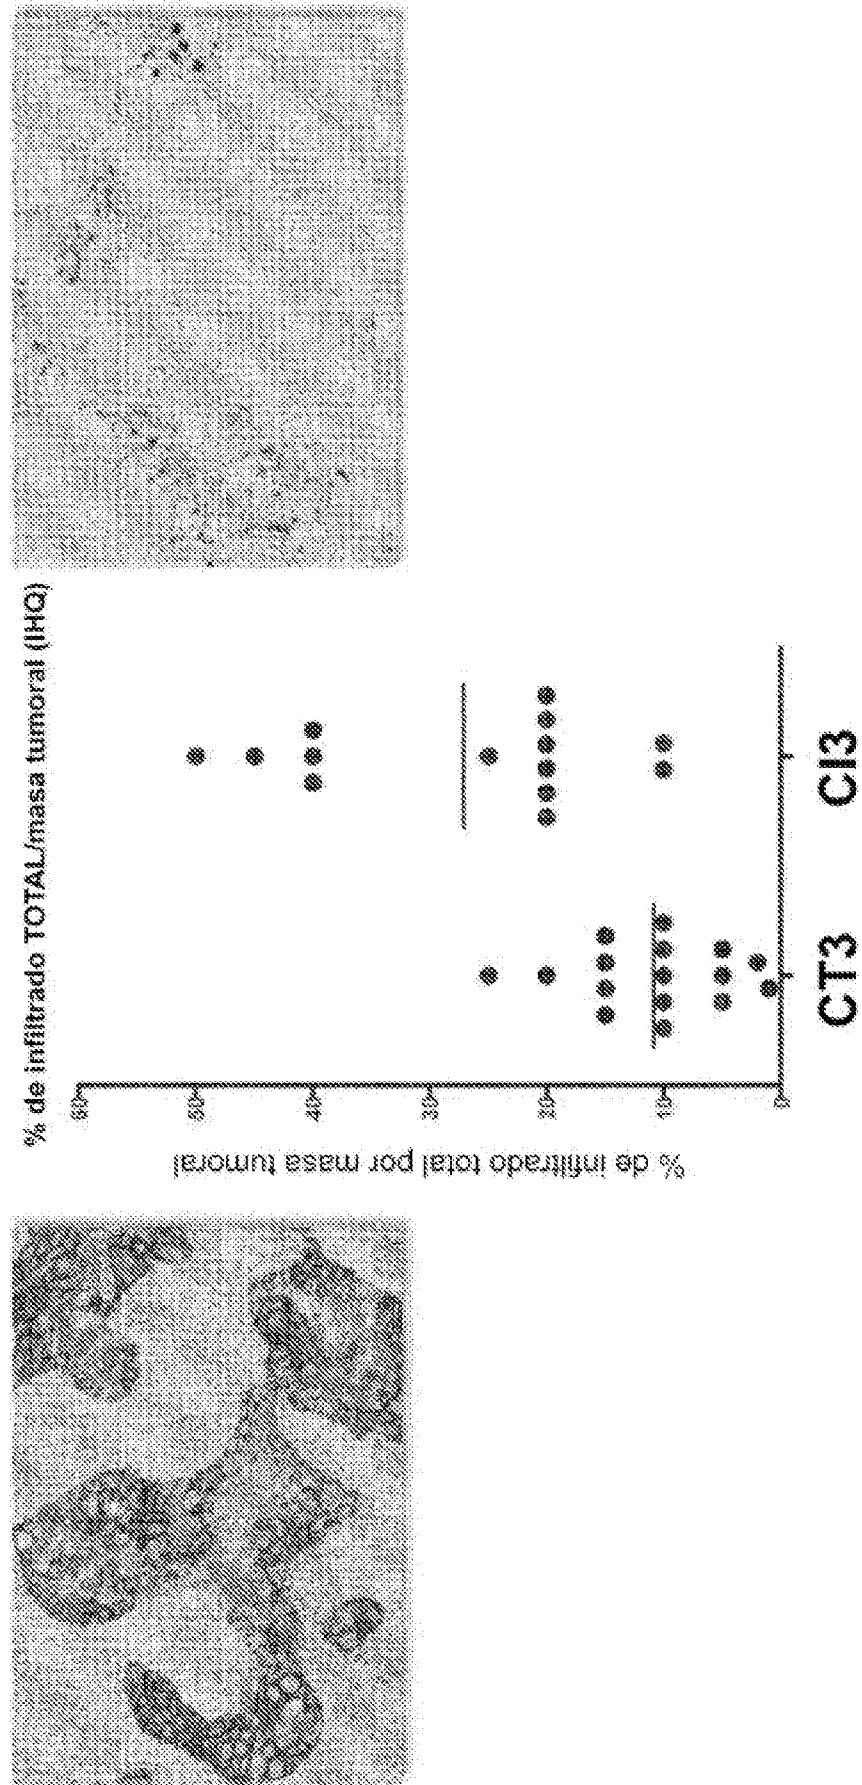 % de infiltrado TOTAL/masa tumoral (IHQ)
% de infiltrado total por masa tumoral
60
50
40
30
20
10
0
CT3
CI3